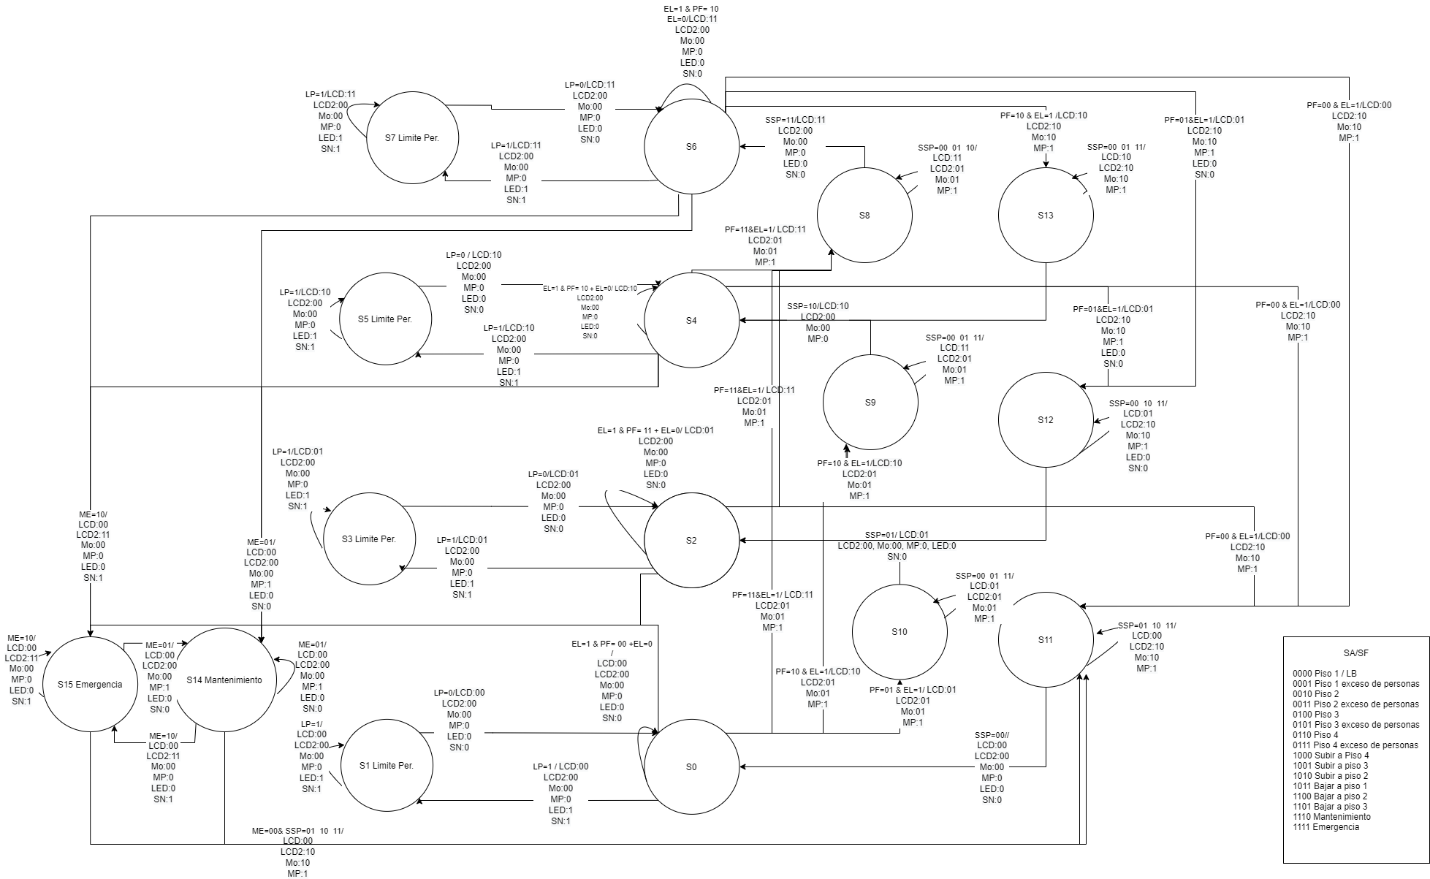 EL=1 & PF= 10
EL=0/LCD:11
LCD2:00
Mo:00
MP:0
LED:0
SN:0
LP=1/LCD:11
LCD2:00
Mo:00
MP:0
LED:1
SN:1
S7 Limite Per.
LP=0/LCD:11
LCD2:00
Mo:00
MP:0
LED:0
SN:0
LP=1/LCD:11
LCD2:00
Mo:00
MP:0
LED:1
SN:1
S6
SSP=11/LCD:11
LCD2:00
Mo:00
MP:0
LED:0
SN:0
SSP=00 01 10/
LCD:11
LCD2:01
Mo:01
MP:1
S8
PF=10 & EL=1 /LCD:10
LCD2:10
Mo:10
MP:1
SSP=00 01 11/
LCD:10
LCD2:10
Mo:10
MP:1
S13
PF=01&EL=1/LCD:01
LCD2:10
Mo:10
MP:1
LED:0
SN:0
PF=00 & EL=1/LCD:00
LCD2:10
Mo:10
MP:1
PF=11&EL=1/ LCD:11
LCD2:01
Mo:01
MP:1
LP=0 / LCD:10
LCD2:00
Mo:00
MP:0
LED:0
SN:0
LP=1/LCD:10
LCD2:00
Mo:00
MP:0
LED:1
SN:1
S5 Limite Per.
LP=1/LCD:10
LCD2:00
Mo:00
MP:0
LED:1
SN:1
EL=1 & PF= 10 + EL=0/ LCD:10
LCD2:00
Mo:00
MP:0
LED:0
SN:0
S4
SSP=10/LCD:10
LCD2:00
Mo:00
MP:0
SSP=00 01 11/
LCD:11
LCD2:01
Mo:01
MP:1
S9
PF=01&EL=1/LCD:01
LCD2:10
Mo:10
MP:1
LED:0
SN:0
PF=00 & EL=1/LCD:00
LCD2:10
Mo:10
MP:1
PF=11&EL=1/ LCD:11
LCD2:01
Mo:01
MP:1
SSP=00 10 11/
LCD:01
LCD2:10
Mo:10
MP:1
LED:0
SN:0
S12
EL=1 & PF= 11 + EL=0/ LCD:01
LCD2:00
Mo:00
MP:0
LED:0
SN:0
LP=1/LCD:01
LCD2:00
Mo:00
MP:0
LED:1
SN:1
S3 Limite Per.
LP=0/LCD:01
LCD2:00
Mo:00
MP:0
LED:0
SN:0
LP=1/LCD:01
LCD2:00
Mo:00
MP:0
LED:1
SN:1
S2
PF=10 & EL=1/LCD:10
LCD2:01
Mo:01
MP:1
SSP=01/ LCD:01
LCD2:00, Mo:00, MP:0, LED:0
SN:0
PF=00 & EL=1/LCD:00
LCD2:10
Mo:10
MP:1
ME=10/
LCD:00
LCD2:11
Mo:00
MP:0
LED:0
SN:1
ME=01/
LCD:00
LCD2:00
Mo:00
MP:1
LED:0
SN:0
PF=11&EL=1/ LCD:11
LCD2:01
Mo:01
MP:1
SSP=00 01 11/
LCD:01
LCD2:01
Mo:01
MP:1
S10
S11
SSP=01 10 11/
LCD:00
LCD2:10
Mo:10
MP:1
ME=10/
LCD:00
LCD2:11
Mo:00
MP:0
LED:0
SN:1
S15 Emergencia
ME=01/
LCD:00
LCD2:00
Mo:00
MP:1
LED:0
SN:0
S14 Mantenimiento
ME=01/
LCD:00
LCD2:00
Mo:00
MP:1
LED:0
SN:0
ME=10/
LCD:00
LCD2:11
Mo:00
MP:0
LED:0
SN:1
LP=1/
LCD:00
LCD2:00
Mo:00
MP:0
LED:1
SN:1
S1 Limite Per.
LP=0/LCD:00
LCD2:00
Mo:00
MP:0
LED:0
SN:0
LP=1 / LCD:00
LCD2:00
Mo:00
MP:0
LED:1
SN:1
EL=1 & PF= 00 +EL=0
/
LCD:00
LCD2:00
Mo:00
MP:0
LED:0
SN:0
S0
PF=10 & EL=1/LCD:10
LCD2:01
Mo:01
MP:1
PF=01 & EL=1/ LCD:01
LCD2:01
Mo:01
MP:1
SSP=00//
LCD:00
LCD2:00
Mo:00
MP:0
LED:0
SN:0
ME=00& SSP=01 10 11/
LCD:00
LCD2:10
Mo:10
MP:1
SA/SF
0000 Piso 1 / LB
0001 Piso 1 exceso de personas
0010 Piso 2
0011 Piso 2 exceso de personas
0100 Piso 3
0101 Piso 3 exceso de personas
0110 Piso 4
0111 Piso 4 exceso de personas
1000 Subir a Piso 4
1001 Subir a piso 3
1010 Subir a piso 2
1011 Bajar a piso 1
1100 Bajar a piso 2
1101 Bajar a piso 3
1110 Mantenimiento
1111 Emergencia